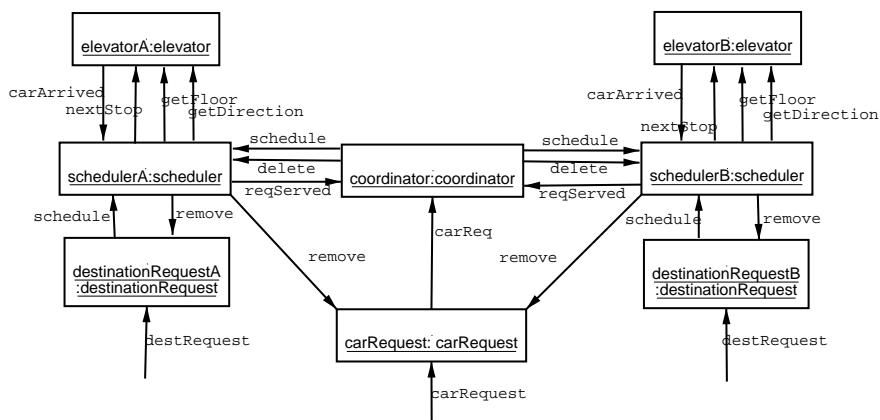 elevatorA:elevator
elevatorB:elevator
carArrived
nextStop
getFloor
getDirection
carArrived
nextStop
getFloor
getDirection
schedule
delete
reqServed
schedule
delete
reqServed
schedulerA:scheduler
coordinator:coordinator
schedulerB:scheduler
schedule
remove
carReq
schedule
remove
remove
remove
destinationRequestA
:destinationRequest
destinationRequestB
:destinationRequest
destRequest
carRequest: carRequest
destRequest
carRequest